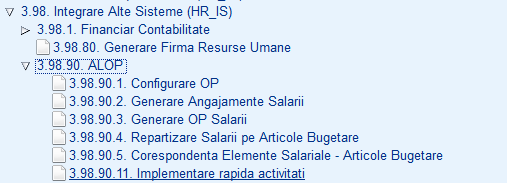 3.98. Integrare Alte Sisteme (HR_IS)
3.98.1. Financiar Contabilitate
3.98.80. Generare Firma Resurse Umane
3.98.90. ALOP
3.98.90.1. Configurare OP
3.98.90.2. Generare Angajamente Salarii
3.98.90.3. Generare OP Salarii
3.98.90.4. Repartizare Salarii pe Articole Bugetare
3.98.90.5. Corespondenta Elemente Salariale - Articole Bugetare
3.98.90.11. Implementare rapida activitati